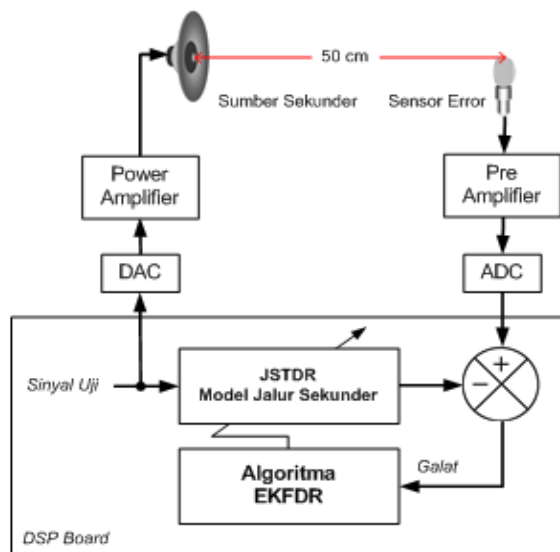 50 cm
Sumber Sekunder
Sensor Error
Power
Amplifier
Pre
Amplifier
DAC
ADC
Sinyal Uji
JSTDR
Model Jalur Sekunder
+
−
Algoritma
EKFDR
Galat
DSP Board